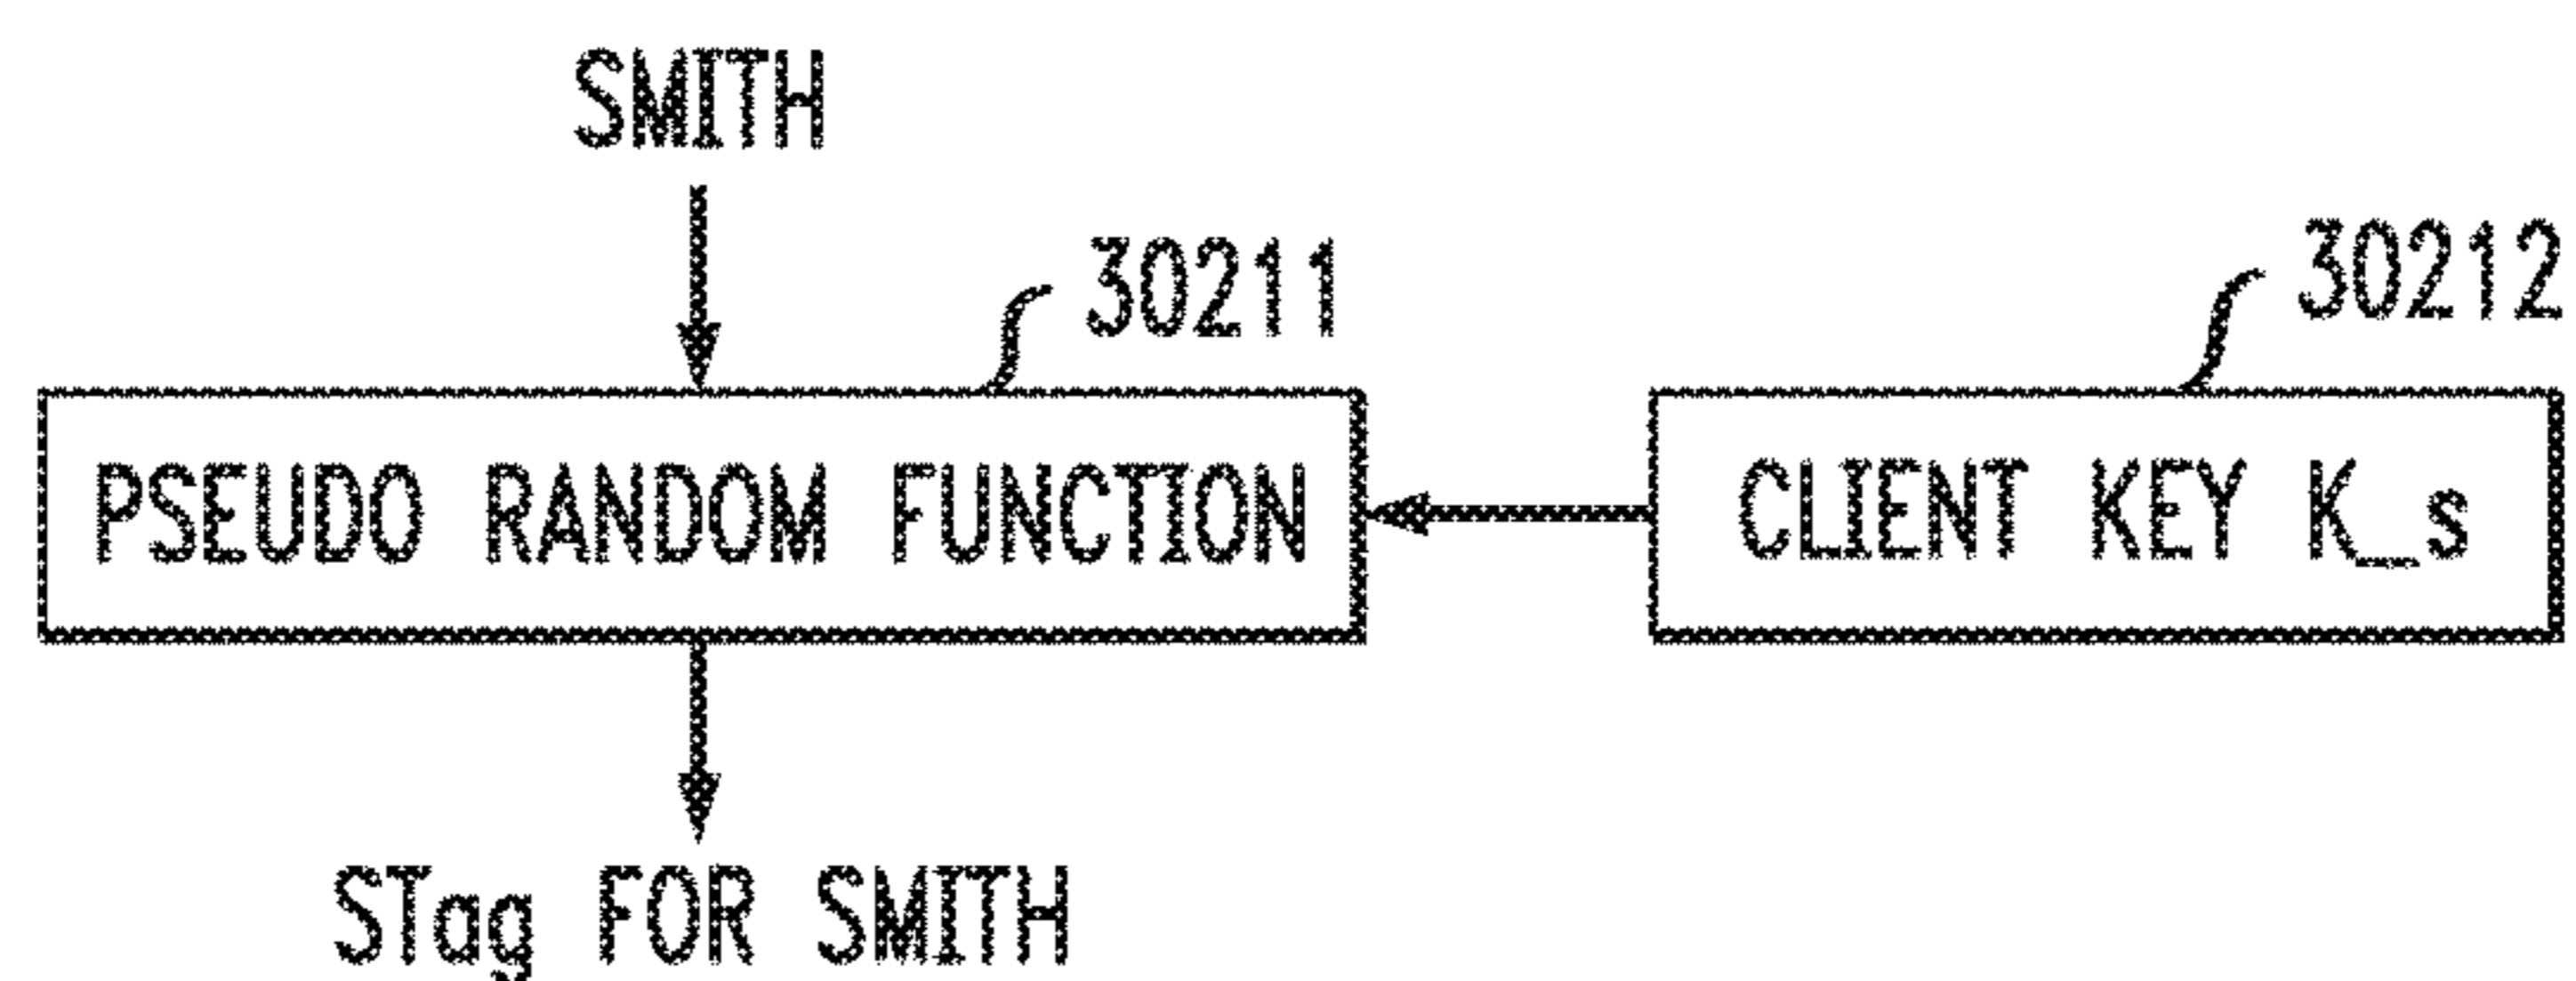 SMITH
30211
30212
PSEUDO RANDOM FUNCTION
CLIENT KEY K_s
STag FOR SMITH